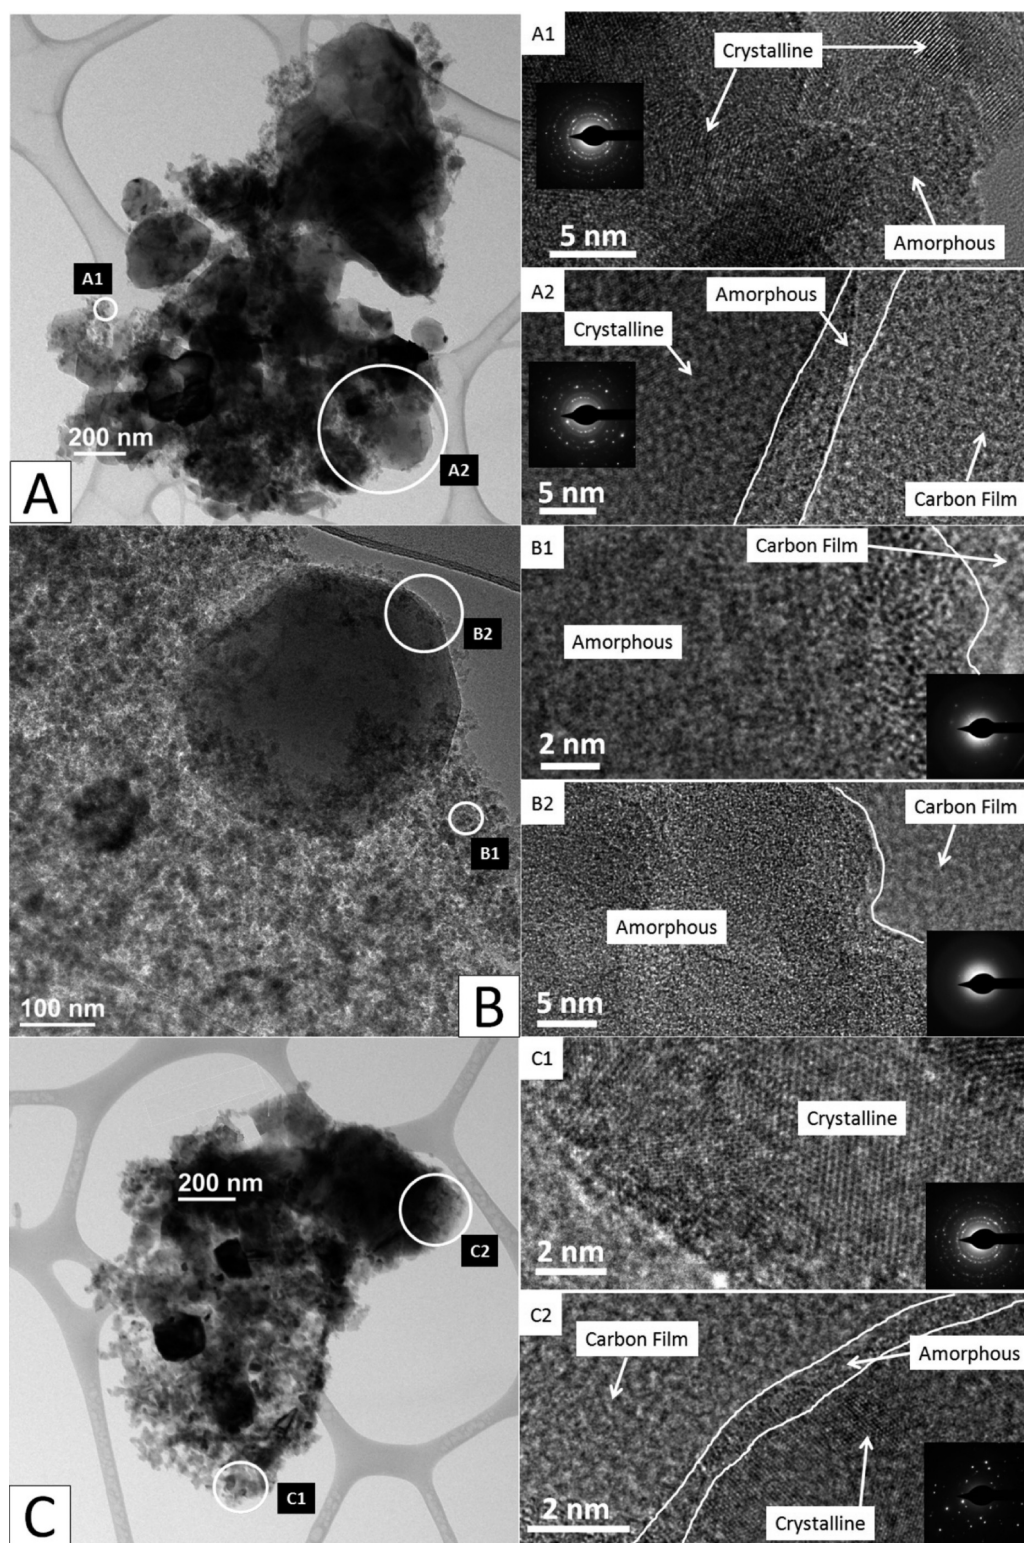 A1
200 nm
A2
A
A1
Crystalline
5 nm
Amorphous
A2
Amorphous
Crystalline
5 nm
Carbon Film
B2
B1
100 nm
B
B1
Carbon Film
Amorphous
2 nm
B2
Carbon Film
Amorphous
5 nm
200 nm
C2
C1
C
C1
Crystalline
2 nm
C2
Carbon Film
Amorphous
2 nm
Crystalline